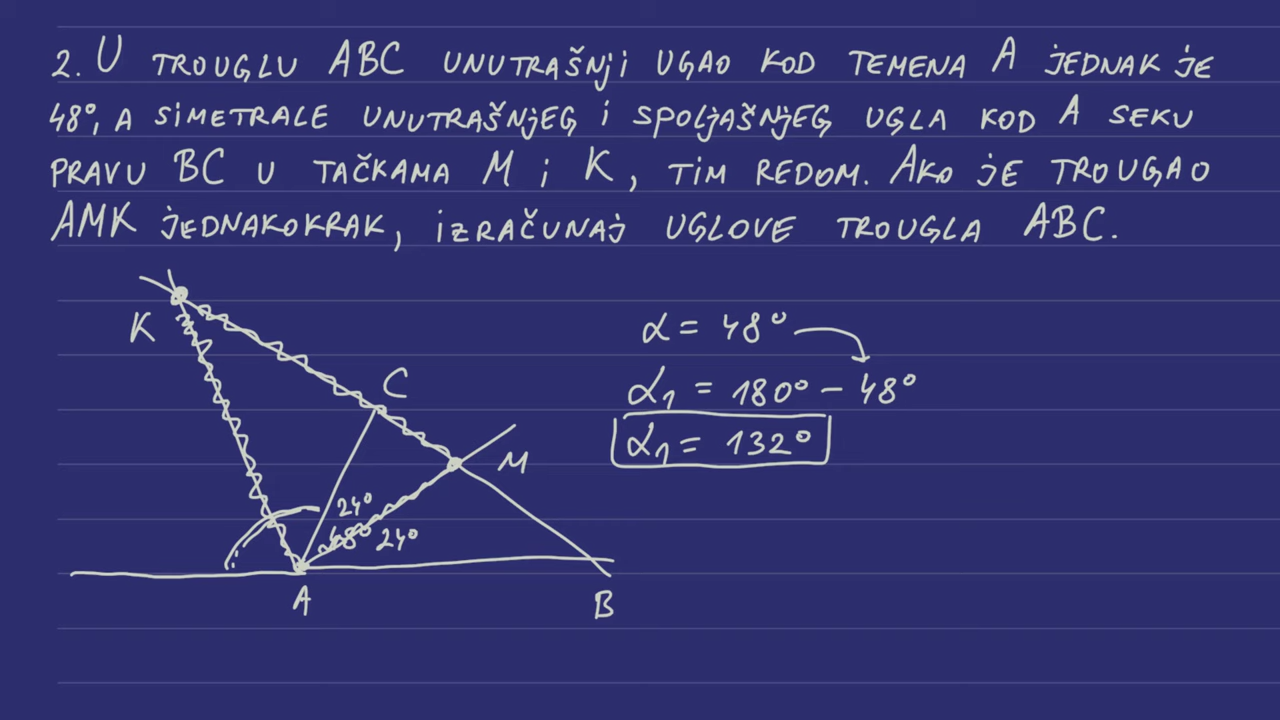 2. U TROUGLU ABC UNUTRAŠNJI UGAO KOD TEMENA A JEDNAK JE
48°, A SIMETRALE UNUTRAŠNJEG I SPOLJAŠNJEG UGLA KOD A SEKU
PRAVU BC U TAČKAMA M I K, TIM REDOM. AKO JE TROUGAO
AMK JEDNAKOKRAK, IZRAČUNAJ UGLOVE TROUGLA ABC.
K
C
M
24°
48° 24°
A
B
α = 48°
α₁ = 180° - 48°
α₁ = 132°